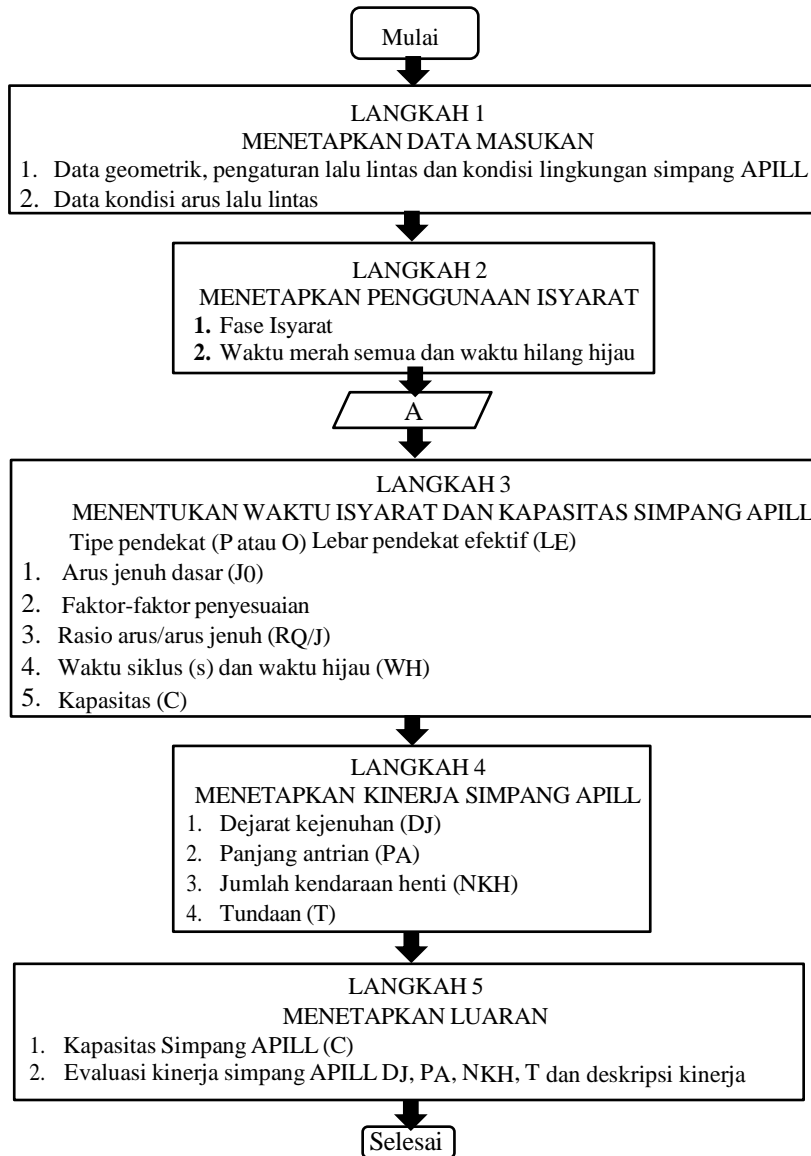 Mulai
LANGKAH 1
MENETAPKAN DATA MASUKAN
1. Data geometrik, pengaturan lalu lintas dan kondisi lingkungan simpang APILL
2. Data kondisi arus lalu lintas
LANGKAH 2
MENETAPKAN PENGGUNAAN ISYARAT
1. Fase Isyarat
2. Waktu merah semua dan waktu hilang hijau
A
LANGKAH 3
MENENTUKAN WAKTU ISYARAT DAN KAPASITAS SIMPANG APILL
Tipe pendekat (P atau O) Lebar pendekat efektif (LE)
1. Arus jenuh dasar (J0)
2. Faktor-faktor penyesuaian
3. Rasio arus/arus jenuh (RQ/J)
4. Waktu siklus (s) dan waktu hijau (WH)
5. Kapasitas (C)
LANGKAH 4
MENETAPKAN KINERJA SIMPANG APILL
1. Dejarat kejenuhan (DJ)
2. Panjang antrian (PA)
3. Jumlah kendaraan henti (NKH)
4. Tundaan (T)
LANGKAH 5
MENETAPKAN LUARAN
1. Kapasitas Simpang APILL (C)
2. Evaluasi kinerja simpang APILL DJ, PA, NKH, T dan deskripsi kinerja
Selesai